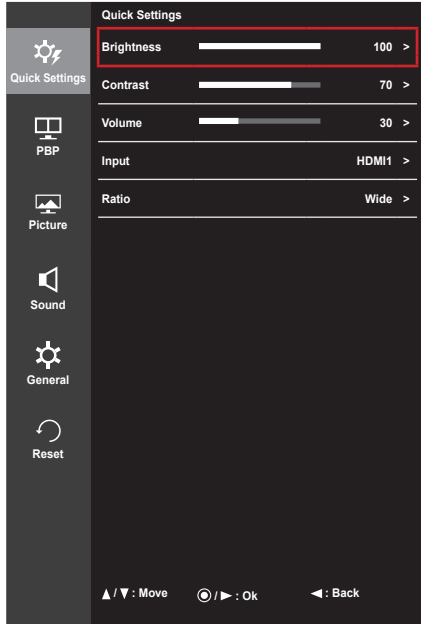 Quick Settings
Brightness 100 >
Quick Settings
Contrast 70 >
Volume 30 >
PBP
Input HDMI1 >
Ratio Wide >
Picture
Sound
General
Reset
▲ / ▼ : Move ◉ / ► : Ok ◄ : Back